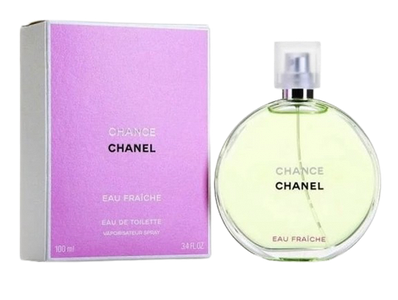 CHANCE
CHANEL
EAU FRAÎCHE
EAU DE TOILETTE
VAPORISATEUR SPRAY
100 ml
3.4 FL.OZ
CHANCE
CHANEL
EAU FRAÎCHE